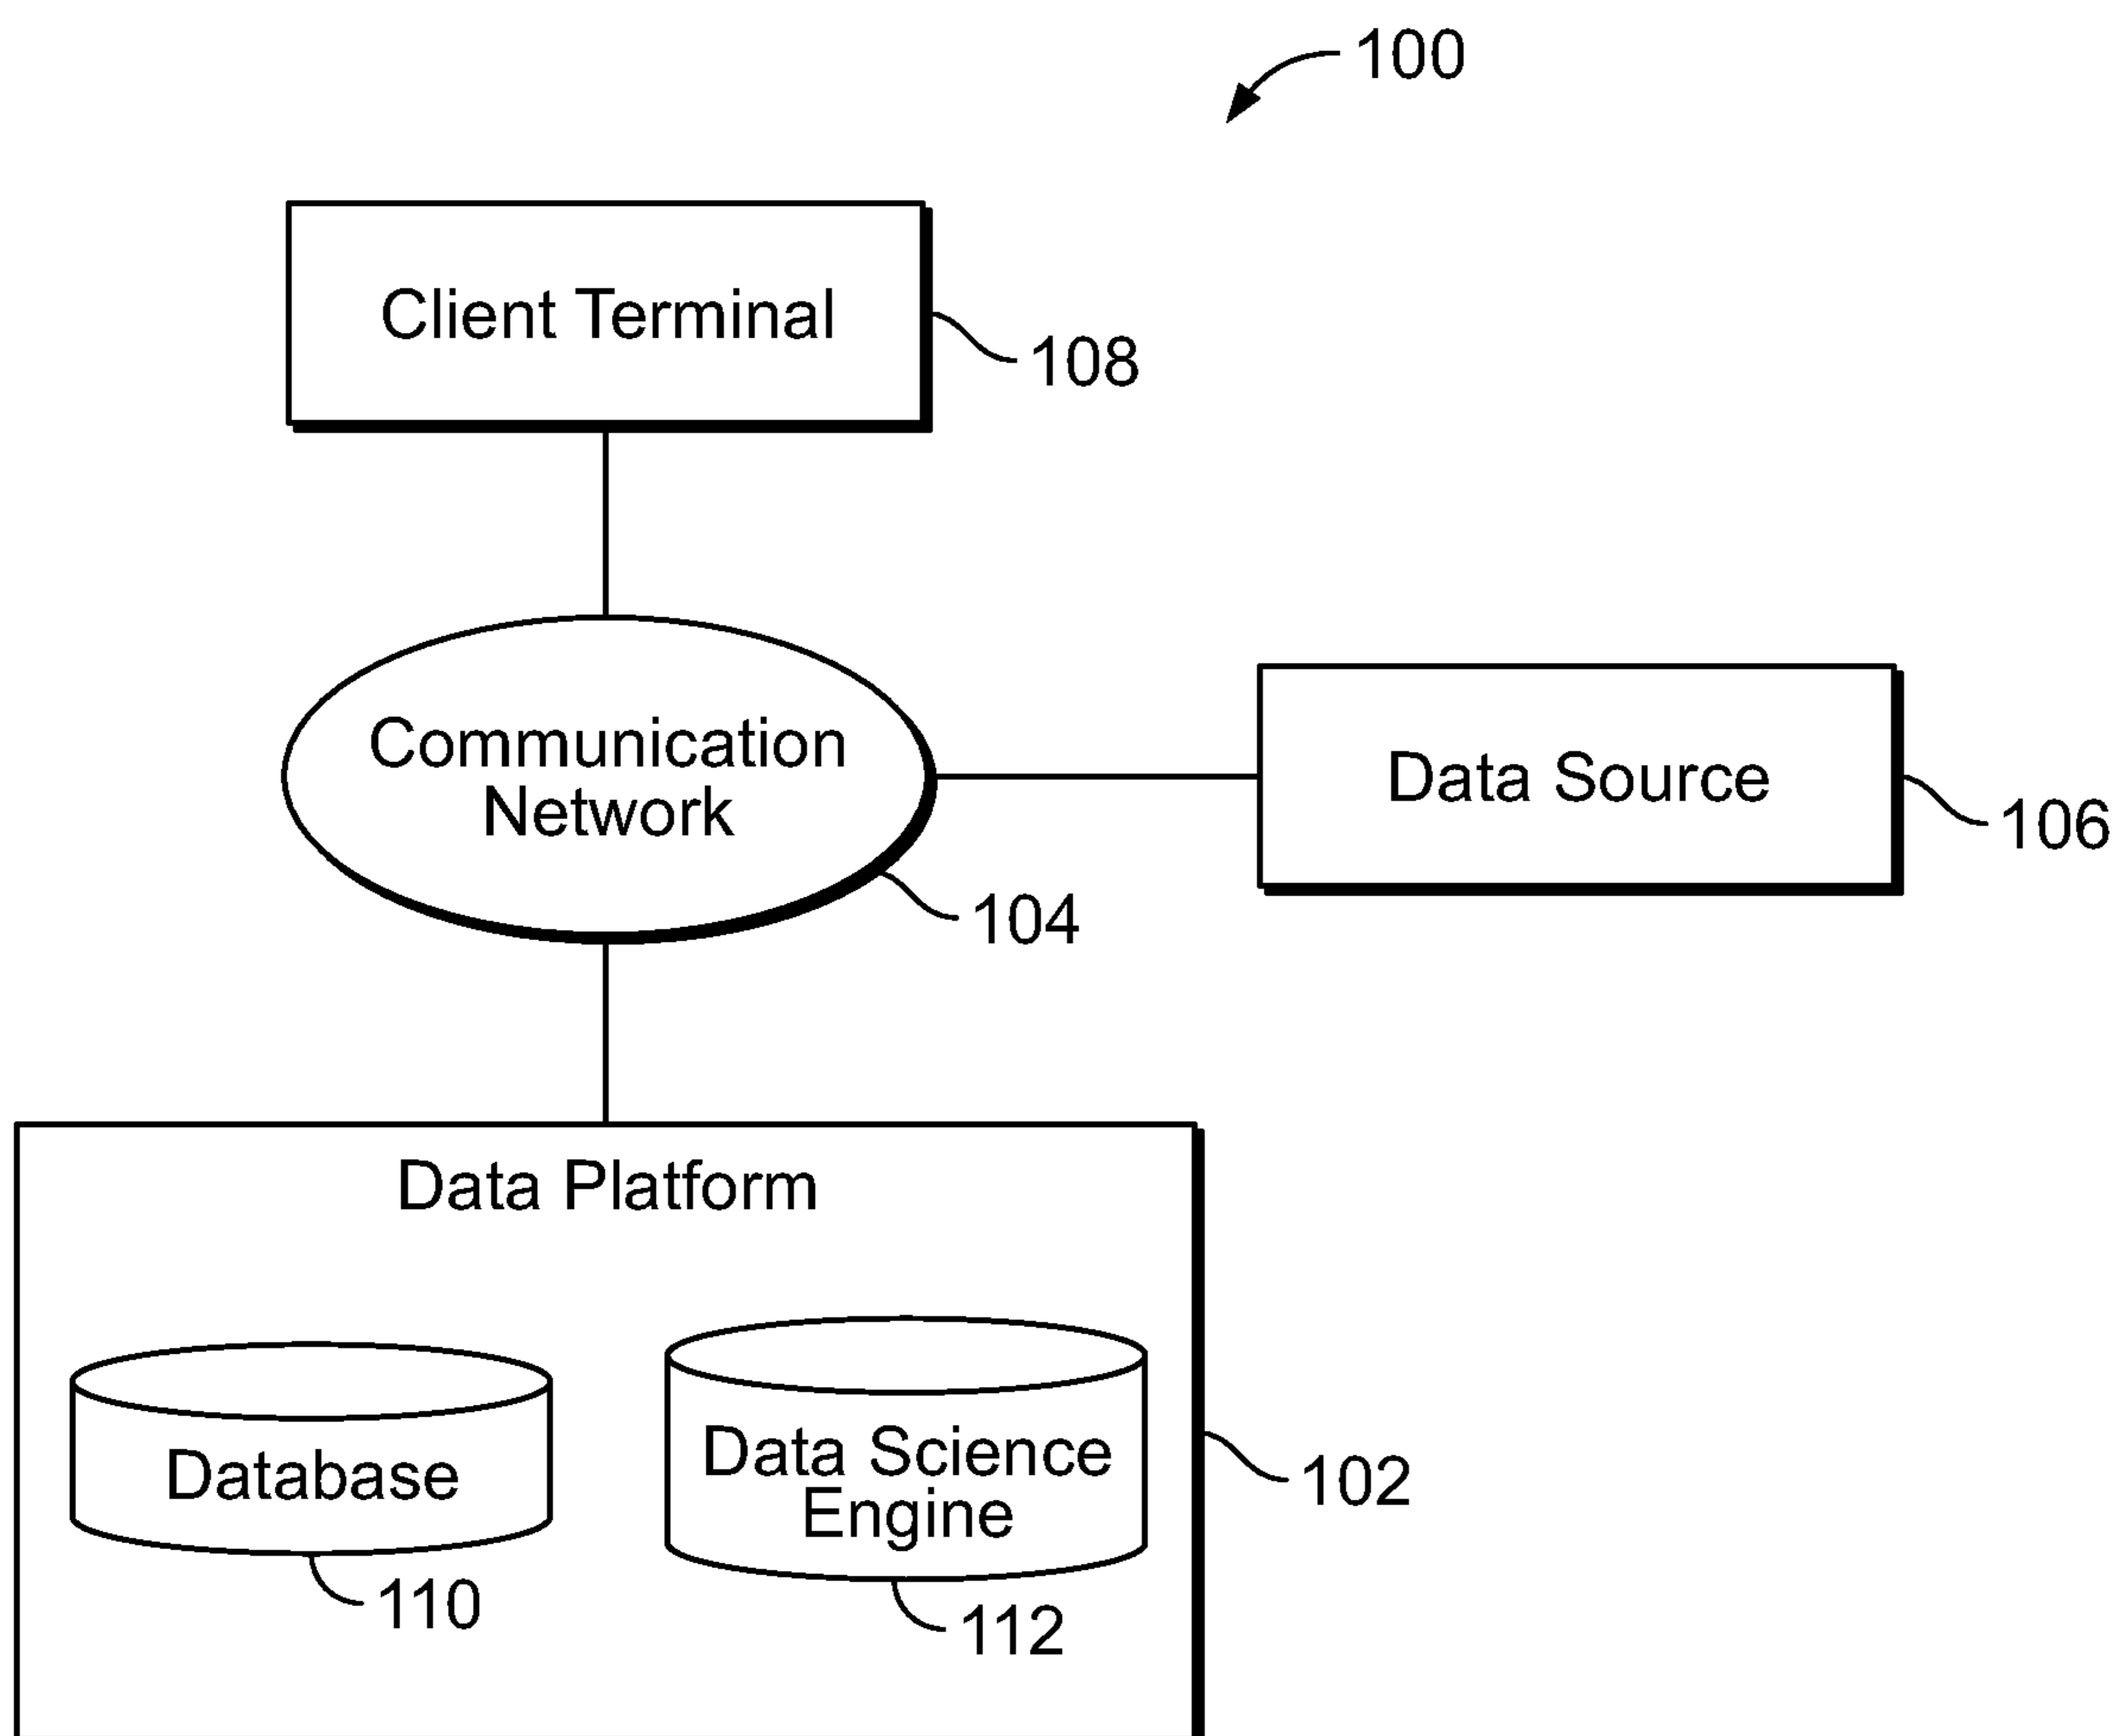 100
Client Terminal
108
Communication
Network
Data Source
106
104
Data Platform
Database
Data Science
Engine
102
110
112